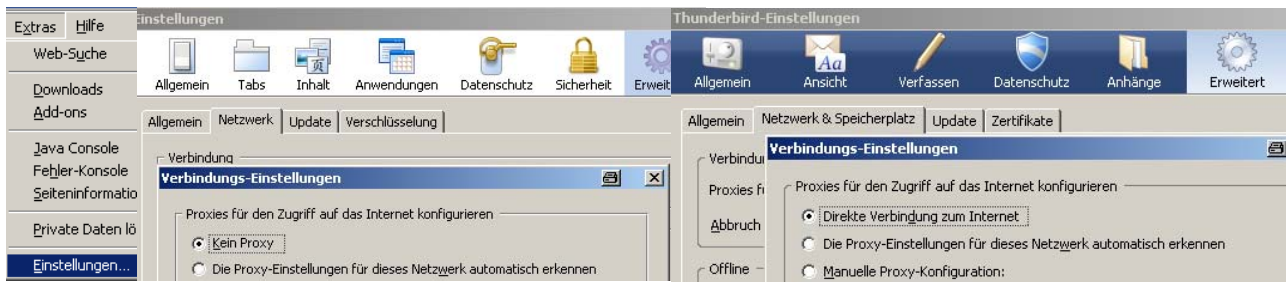 Extras Hilfe
Web-Suche
Downloads
Add-ons
Java Console
Fehler-Konsole
Seiteninformatio
Private Daten lö
Einstellungen...
Einstellungen
Allgemein Tabs Inhalt Anwendungen Datenschutz Sicherheit Erweit
Allgemein Netzwerk Update Verschlüsselung
Verbindung
Verbindungs-Einstellungen
Proxies für den Zugriff auf das Internet konfigurieren
Kein Proxy
Die Proxy-Einstellungen für dieses Netzwerk automatisch erkennen
Thunderbird-Einstellungen
Allgemein Ansicht Verfassen Datenschutz Anhänge Erweitert
Allgemein Netzwerk & Speicherplatz Update Zertifikate
Verbindu
Proxies f
Abbruch
Offline
Verbindungs-Einstellungen
Proxies für den Zugriff auf das Internet konfigurieren
Direkte Verbindung zum Internet
Die Proxy-Einstellungen für dieses Netzwerk automatisch erkennen
Manuelle Proxy-Konfiguration: